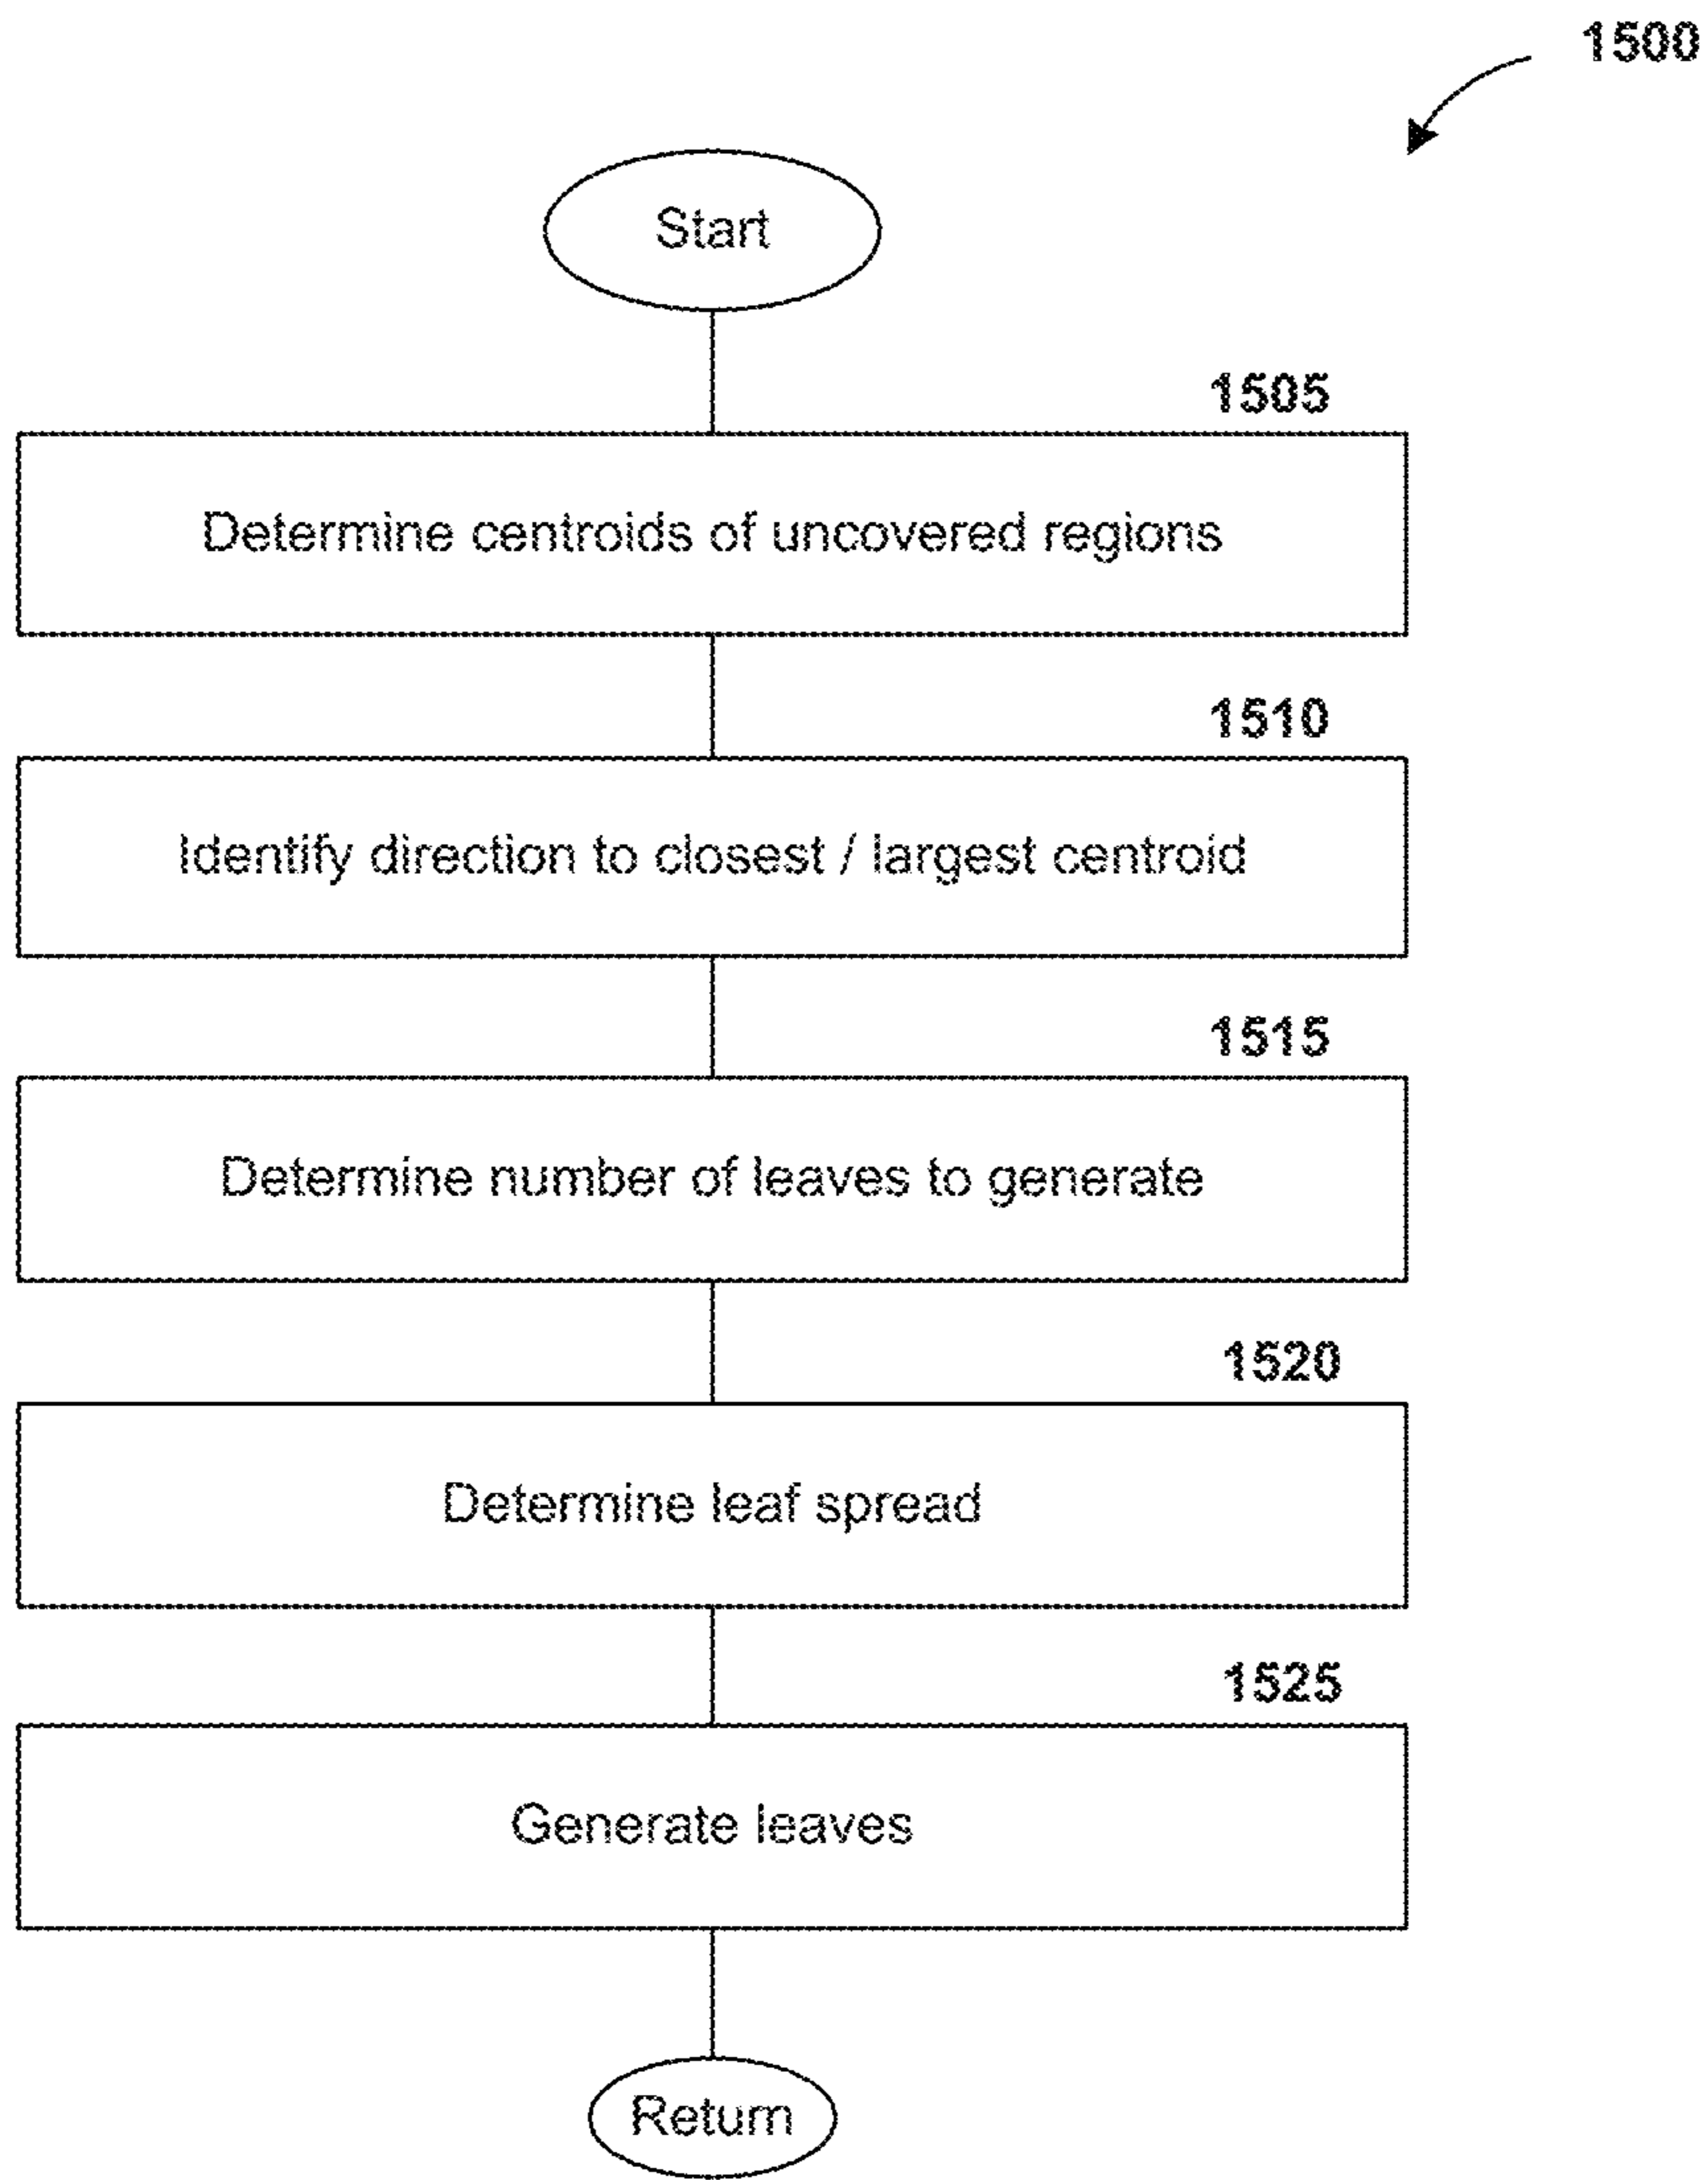 1500
Start
1505
Determine centroids of uncovered regions
1510
Identify direction to closest / largest centroid
1515
Determine number of leaves to generate
1520
Determine leaf spread
1525
Generate leaves
Return